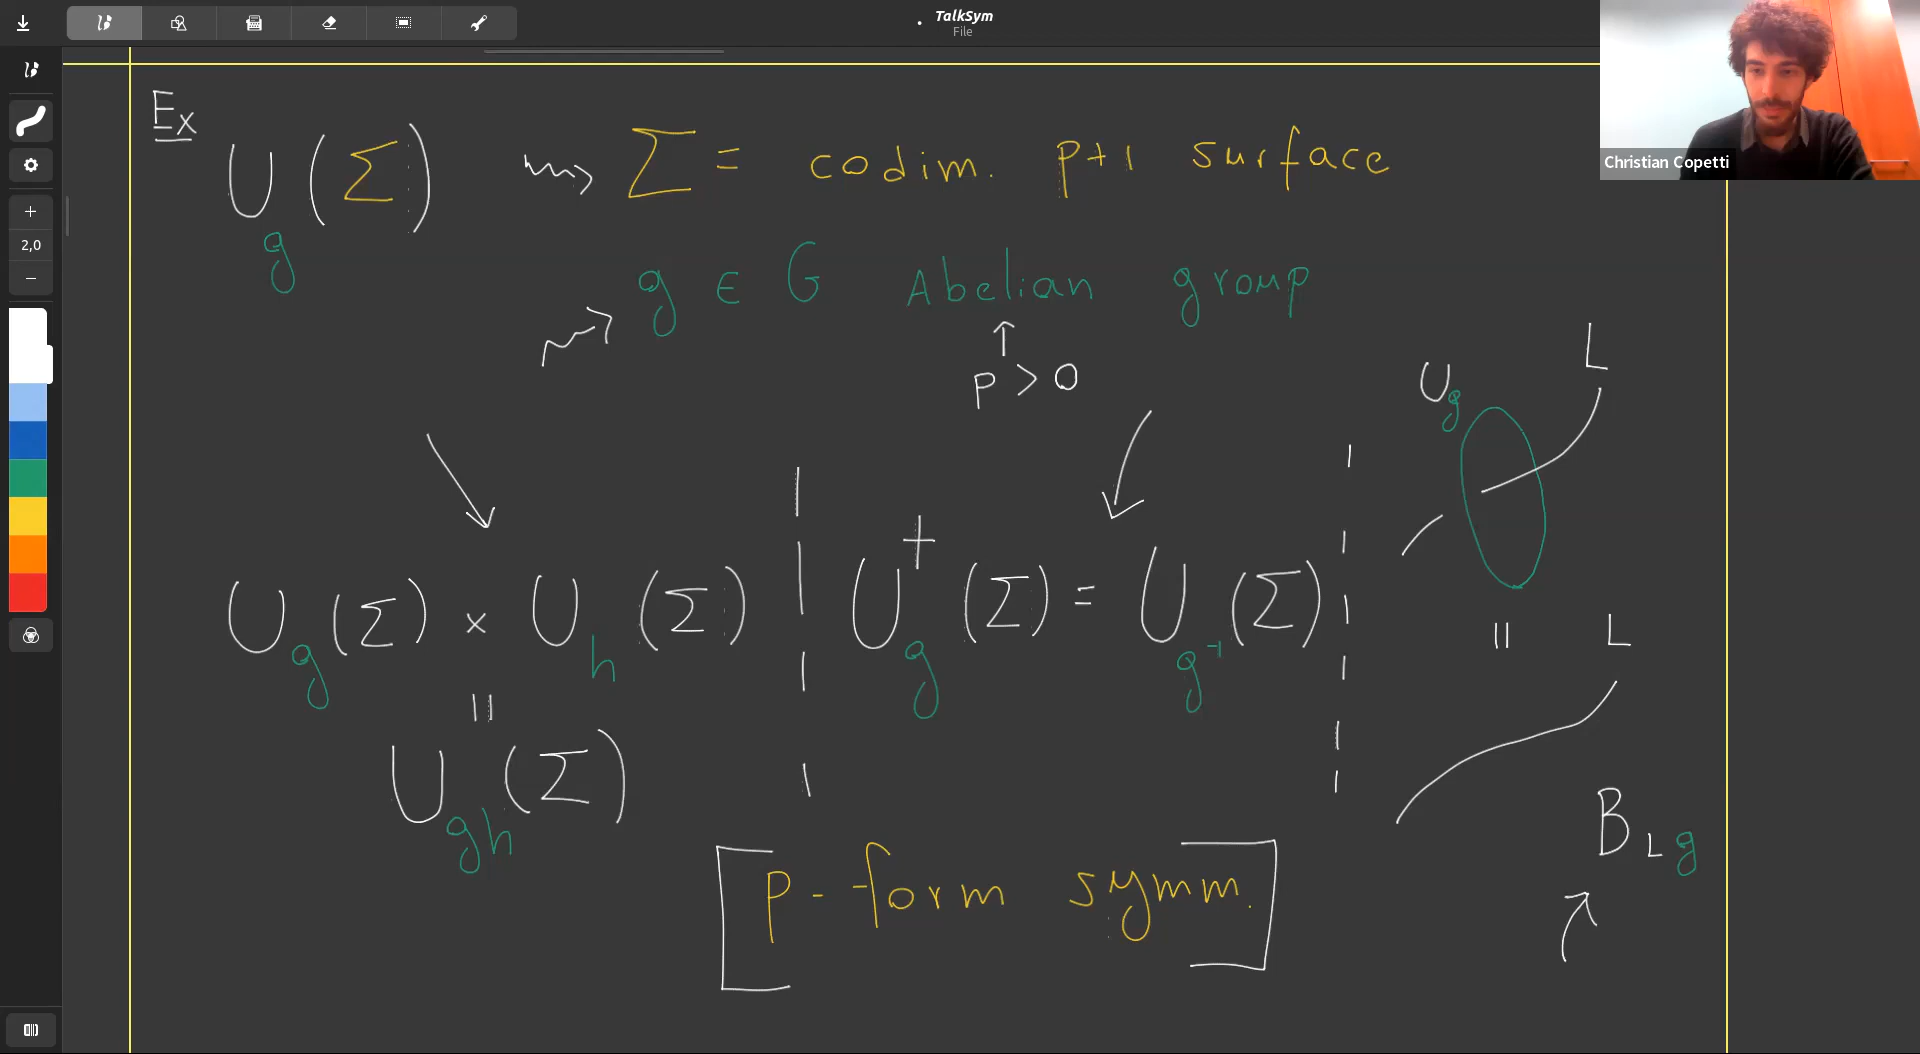 TalkSym
File
Christian Copetti
2,0
Ex
U_g (Σ) ⇝ Σ = codim. p+1 surface
⇝ g ∈ G Abelian group
↑
p > 0
U_g L
U_g (Σ) × U_h (Σ) U_g^† (Σ) = U_{g^{-1}} (Σ)
|| L
||
U_{gh} (Σ)
B_{L g}
p-form symm.